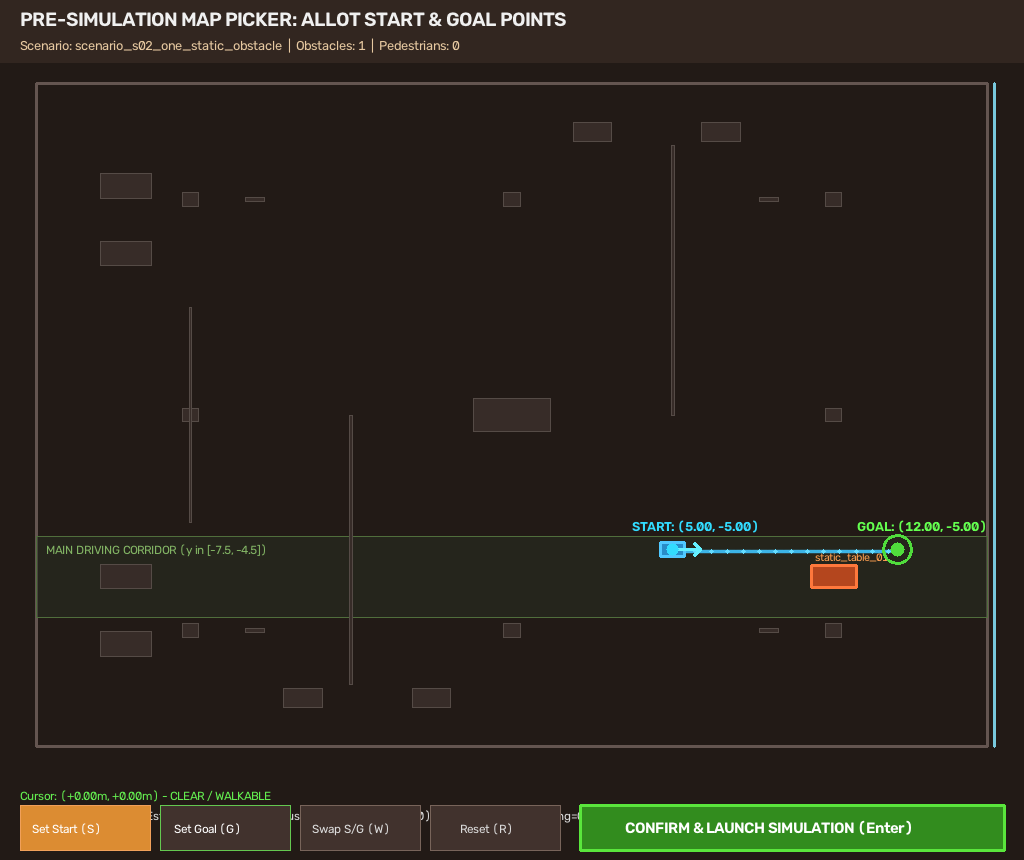 PRE-SIMULATION MAP PICKER: ALLOT START & GOAL POINTS
Scenario: scenario_s02_one_static_obstacle | Obstacles: 1 | Pedestrians: 0
START: (5.00, -5.00)
GOAL: (12.00, -5.00)
MAIN DRIVING CORRIDOR (y in [-7.5, -4.5])
static_table_01
Cursor: (+0.00m, +0.00m) - CLEAR / WALKABLE
Set Start (S)
Set Goal (G)
Swap S/G (W)
Reset (R)
CONFIRM & LAUNCH SIMULATION (Enter)